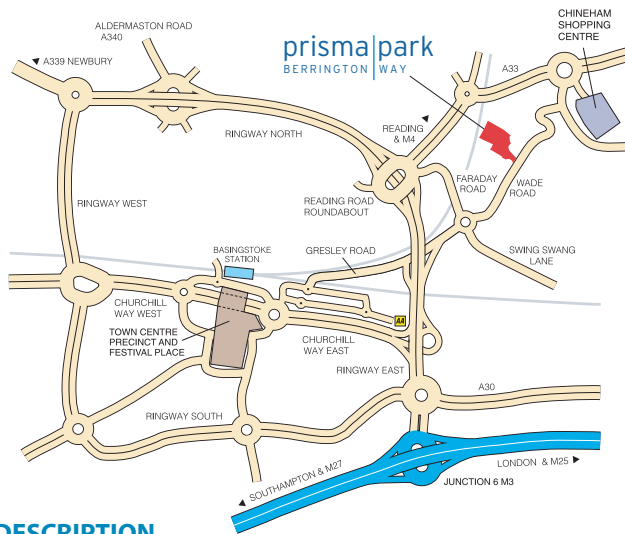 CHINEHAM
SHOPPING
CENTRE
ALDERMASTON ROAD
A340
prisma park
BERRINGTON WAY
A339 NEWBURY
A33
RINGWAY NORTH
READING
& M4
FARADAY
ROAD
WADE
ROAD
RINGWAY WEST
READING ROAD
ROUNDABOUT
BASINGSTOKE
STATION
GRESLEY ROAD
SWING SWANG
LANE
CHURCHILL
WAY WEST
TOWN CENTRE
PRECINCT AND
FESTIVAL PLACE
AA
CHURCHILL
WAY EAST
RINGWAY EAST
A30
RINGWAY SOUTH
LONDON & M25
SOUTHAMPTON & M27
JUNCTION 6 M3
DESCRIPTION